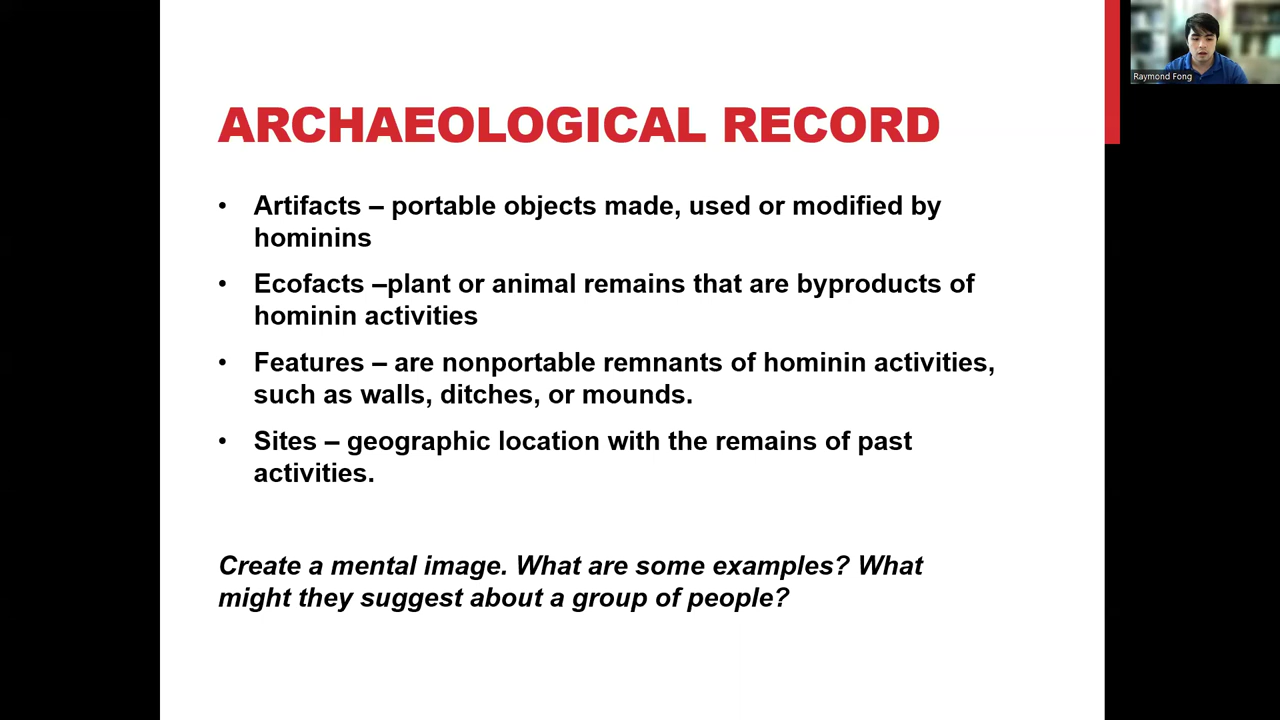 Raymond Fong
ARCHAEOLOGICAL RECORD
• Artifacts – portable objects made, used or modified by
hominins
• Ecofacts –plant or animal remains that are byproducts of
hominin activities
• Features – are nonportable remnants of hominin activities,
such as walls, ditches, or mounds.
• Sites – geographic location with the remains of past
activities.
Create a mental image. What are some examples? What
might they suggest about a group of people?